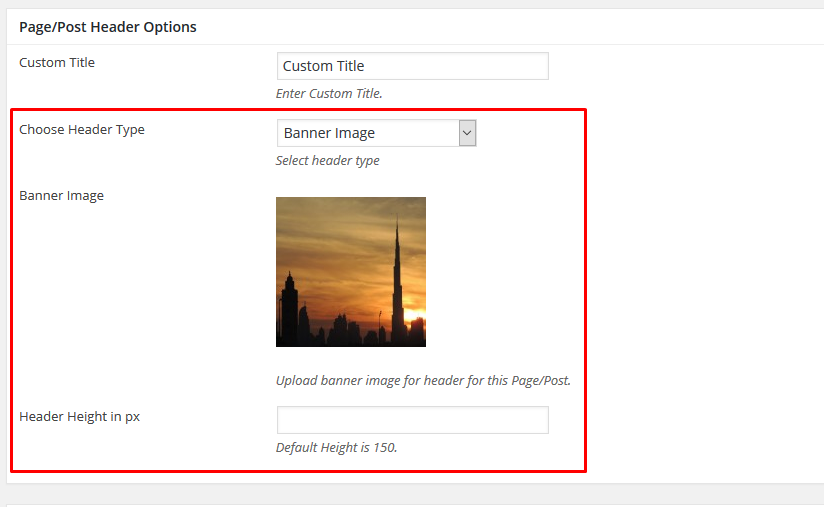 Page/Post Header Options
Custom Title
Custom Title
Enter Custom Title.
Choose Header Type
Banner Image
Select header type
Banner Image
Upload banner image for header for this Page/Post.
Header Height in px
Default Height is 150.